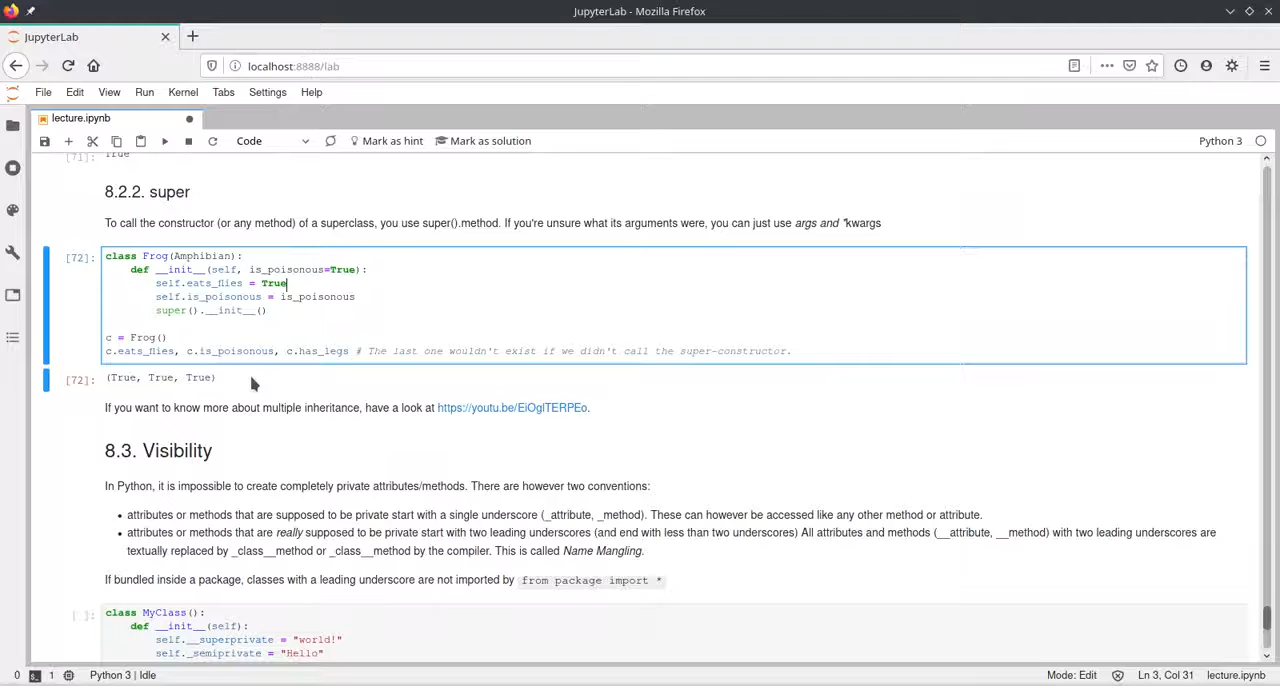 JupyterLab - Mozilla Firefox
JupyterLab
localhost:8888/lab
File Edit View Run Kernel Tabs Settings Help
lecture.ipynb
Code Mark as hint Mark as solution Python 3
[71]: True
8.2.2. super
To call the constructor (or any method) of a superclass, you use super().method. If you're unsure what its arguments were, you can just use args and "kwargs
[72]: class Frog(Amphibian):
def __init__(self, is_poisonous=True):
self.eats_flies = True
self.is_poisonous = is_poisonous
super().__init__()
c = Frog()
c.eats_flies, c.is_poisonous, c.has_legs # The last one wouldn't exist if we didn't call the super-constructor.
[72]: (True, True, True)
If you want to know more about multiple inheritance, have a look at https://youtu.be/EiOglTERPEo.
8.3. Visibility
In Python, it is impossible to create completely private attributes/methods. There are however two conventions:
• attributes or methods that are supposed to be private start with a single underscore (_attribute, _method). These can however be accessed like any other method or attribute.
• attributes or methods that are really supposed to be private start with two leading underscores (and end with less than two underscores) All attributes and methods (__attribute, __method) with two leading underscores are
textually replaced by _class__method or _class__method by the compiler. This is called Name Mangling.
If bundled inside a package, classes with a leading underscore are not imported by from package import *
[ ]: class MyClass():
def __init__(self):
self.__superprivate = "world!"
self._semiprivate = "Hello"
0 1 Python 3 | Idle Mode: Edit Ln 3, Col 31 lecture.ipynb